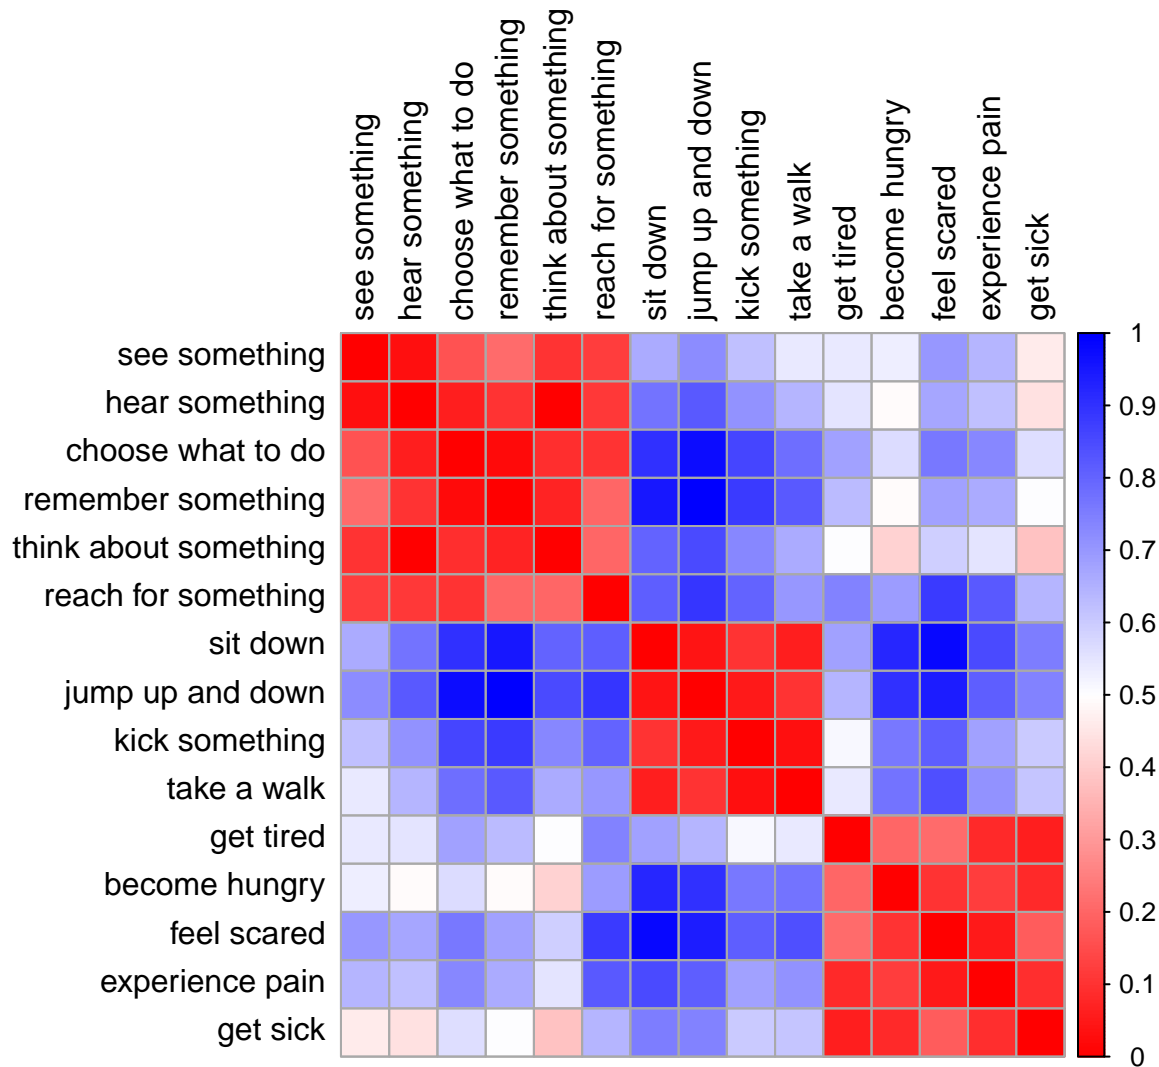 see something
hear something
choose what to do
remember something
think about something
reach for something
sit down
jump up and down
kick something
take a walk
get tired
become hungry
feel scared
experience pain
get sick
see something
hear something
choose what to do
remember something
think about something
reach for something
sit down
jump up and down
kick something
take a walk
get tired
become hungry
feel scared
experience pain
get sick
1
0.9
0.8
0.7
0.6
0.5
0.4
0.3
0.2
0.1
0